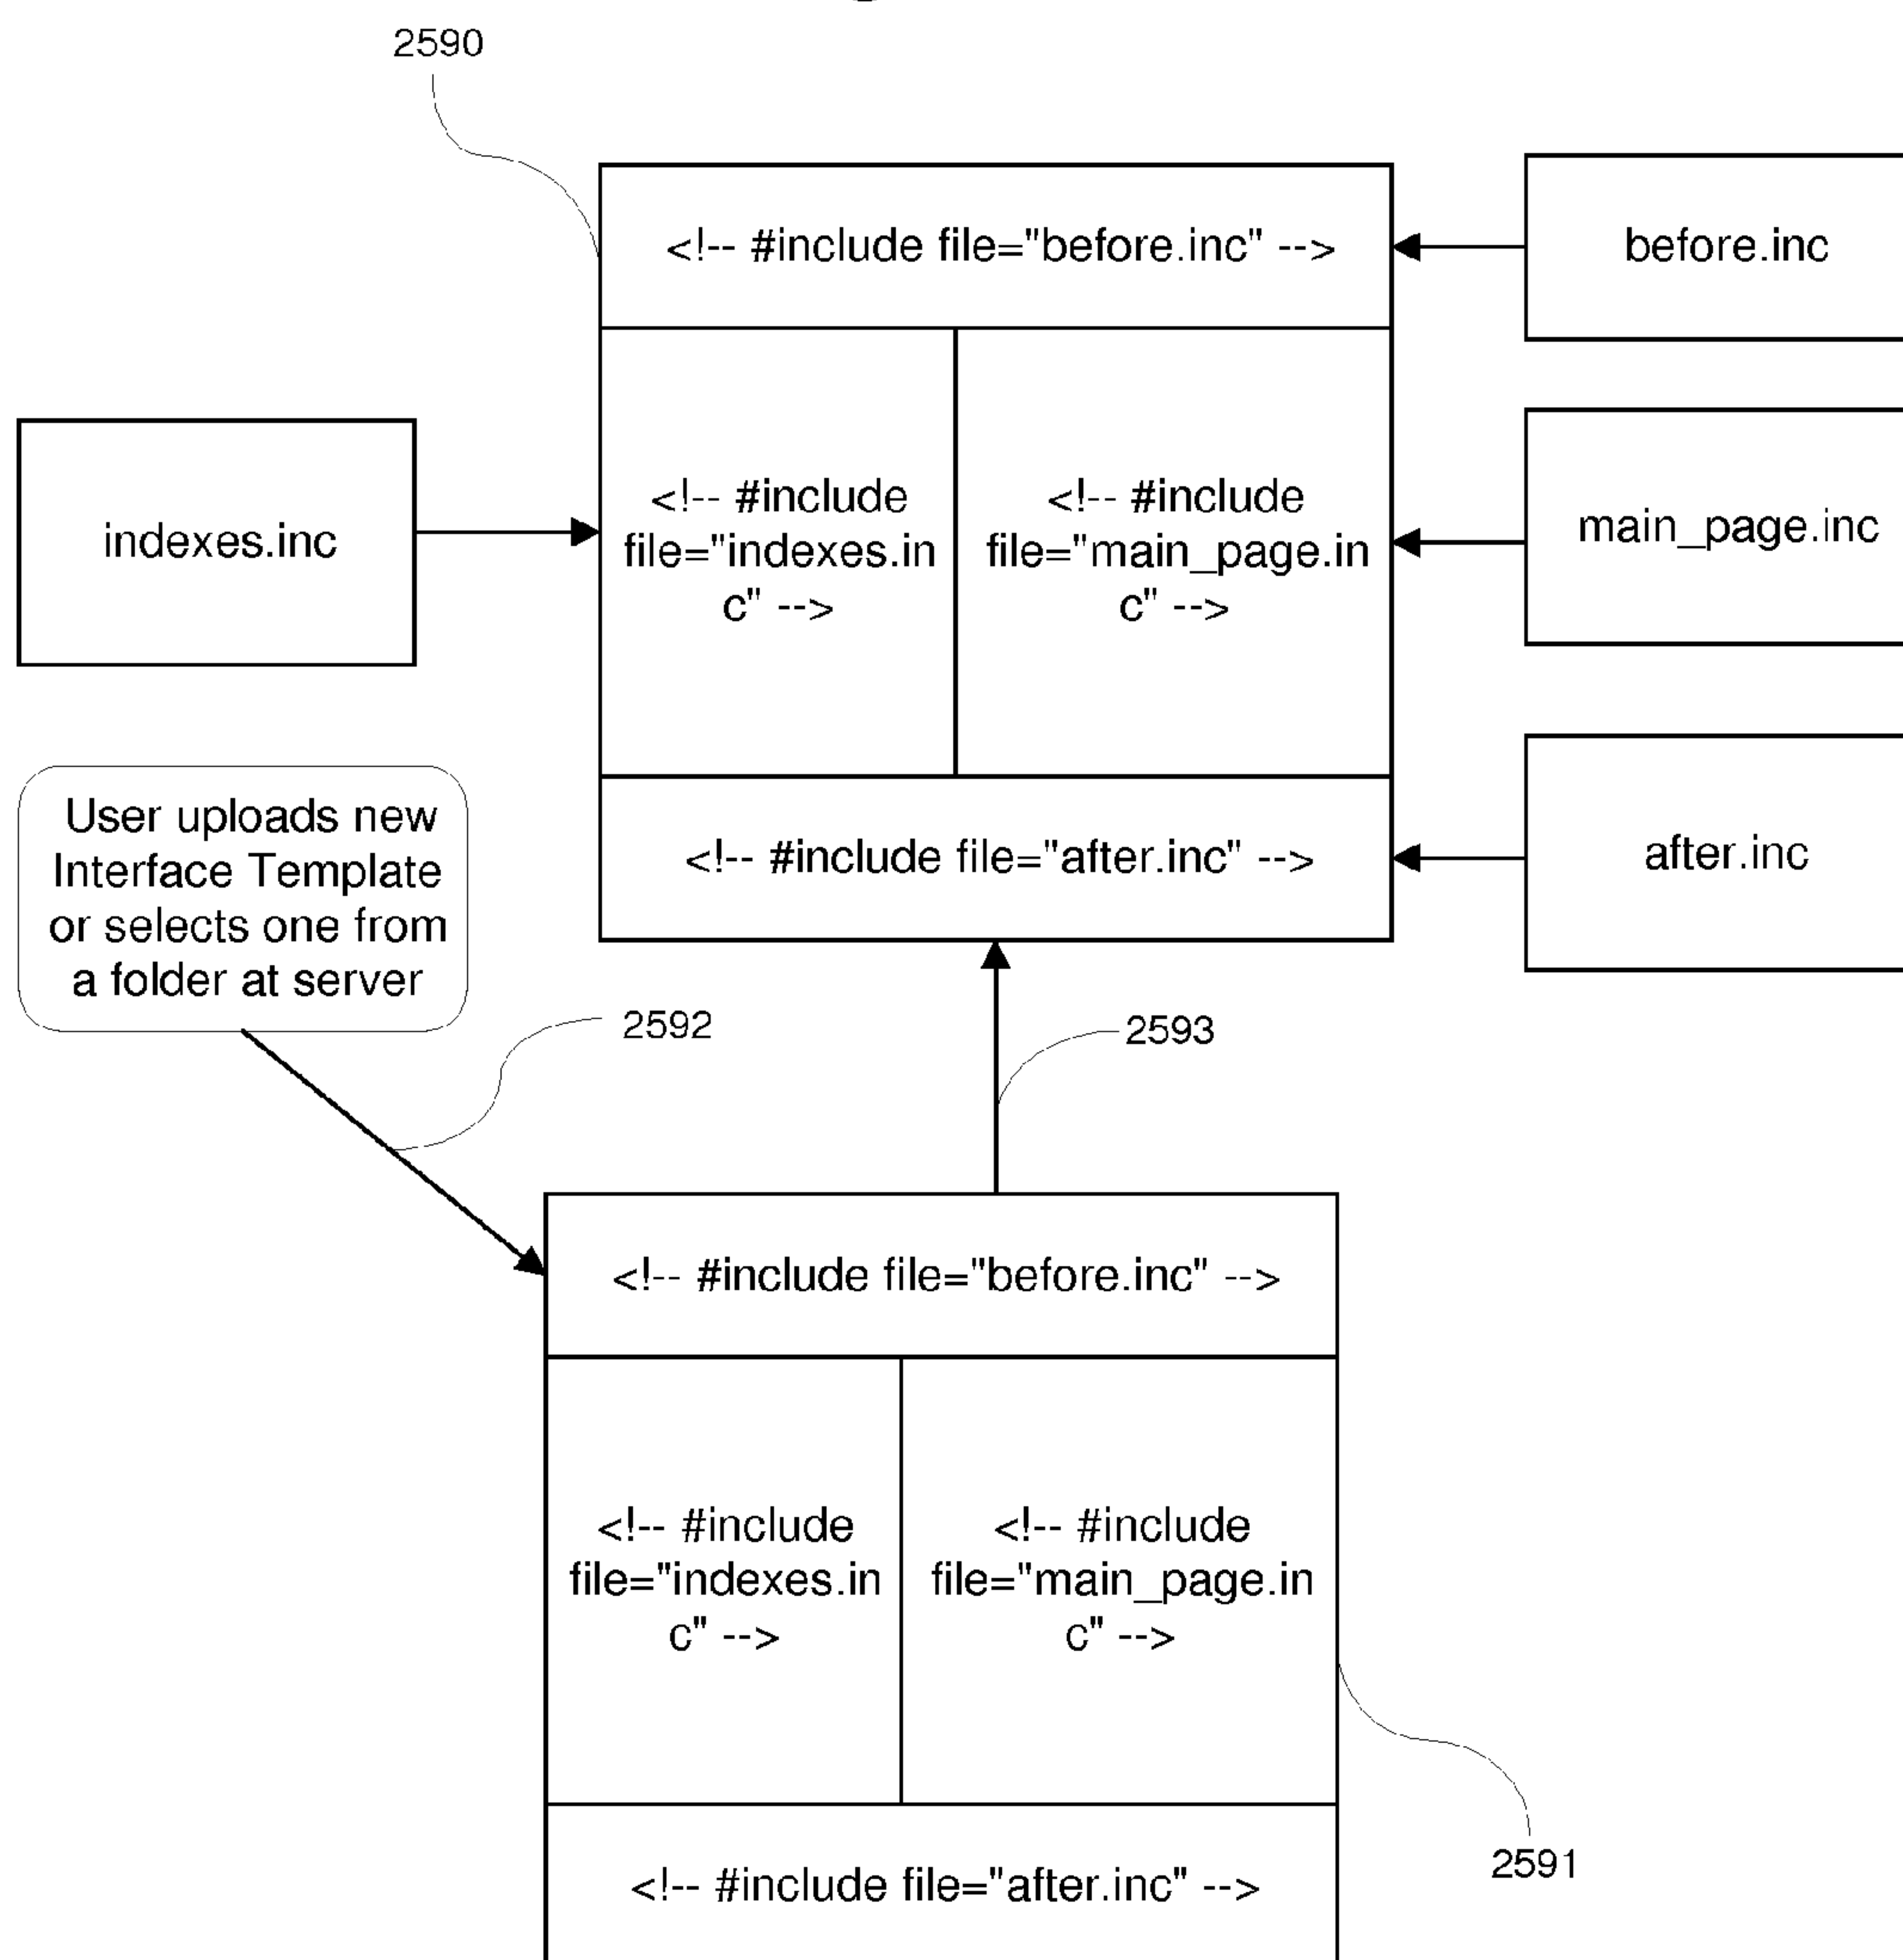 2590
<!-- #include file="before.inc" -->
before.inc
indexes.inc
<!-- #include
file="indexes.in
c" -->
<!-- #include
file="main_page.in
c" -->
main_page.inc
<!-- #include file="after.inc" -->
after.inc
User uploads new
Interface Template
or selects one from
a folder at server
2592
2593
<!-- #include file="before.inc" -->
<!-- #include
file="indexes.in
c" -->
<!-- #include
file="main_page.in
c" -->
<!-- #include file="after.inc" -->
2591